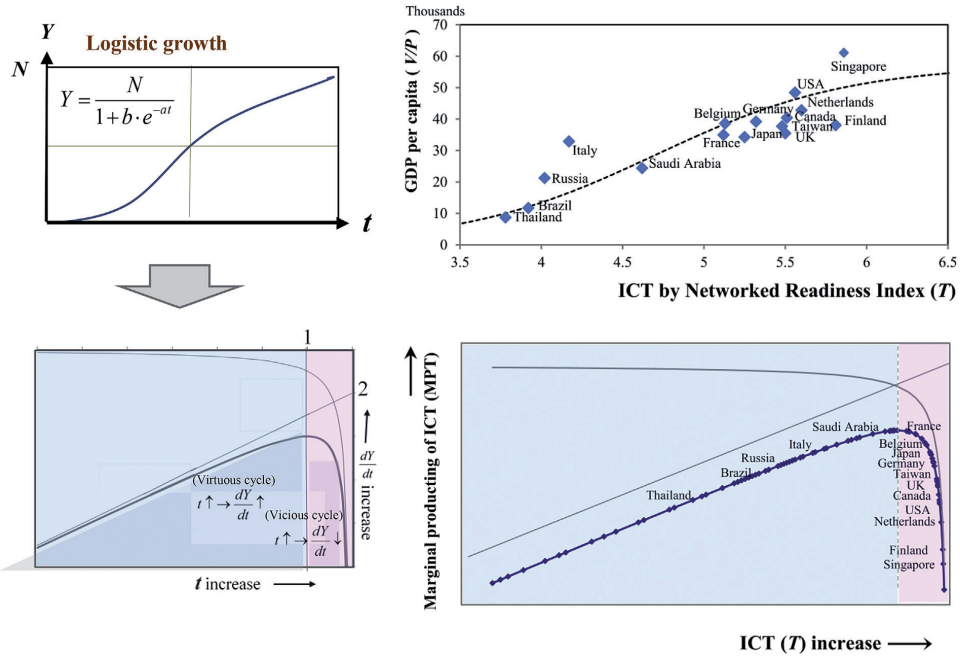 Y
Logistic growth
N
Y = N / 1 + b · e^{-at}
t
Thousands
70
60
50
40
30
20
10
0
3.5
4
4.5
5
5.5
6
6.5
GDP per capita (V/P)
Singapore
USA
Netherlands
Belgium
Germany
Canada
Finland
Taiwan
Japan
UK
France
Italy
Saudi Arabia
Russia
Brazil
Thailand
ICT by Networked Readiness Index (T)
1
2
dY/dt increase
(Virtuous cycle)
t ↑ → dY/dt ↑
(Vicious cycle)
t ↑ → dY/dt ↓
t increase →
Marginal producting of ICT (MPT)
Saudi Arabia
France
Italy
Belgium
Japan
Russia
Germany
Brazil
Taiwan
UK
Thailand
Canada
USA
Netherlands
Finland
Singapore
ICT (T) increase →